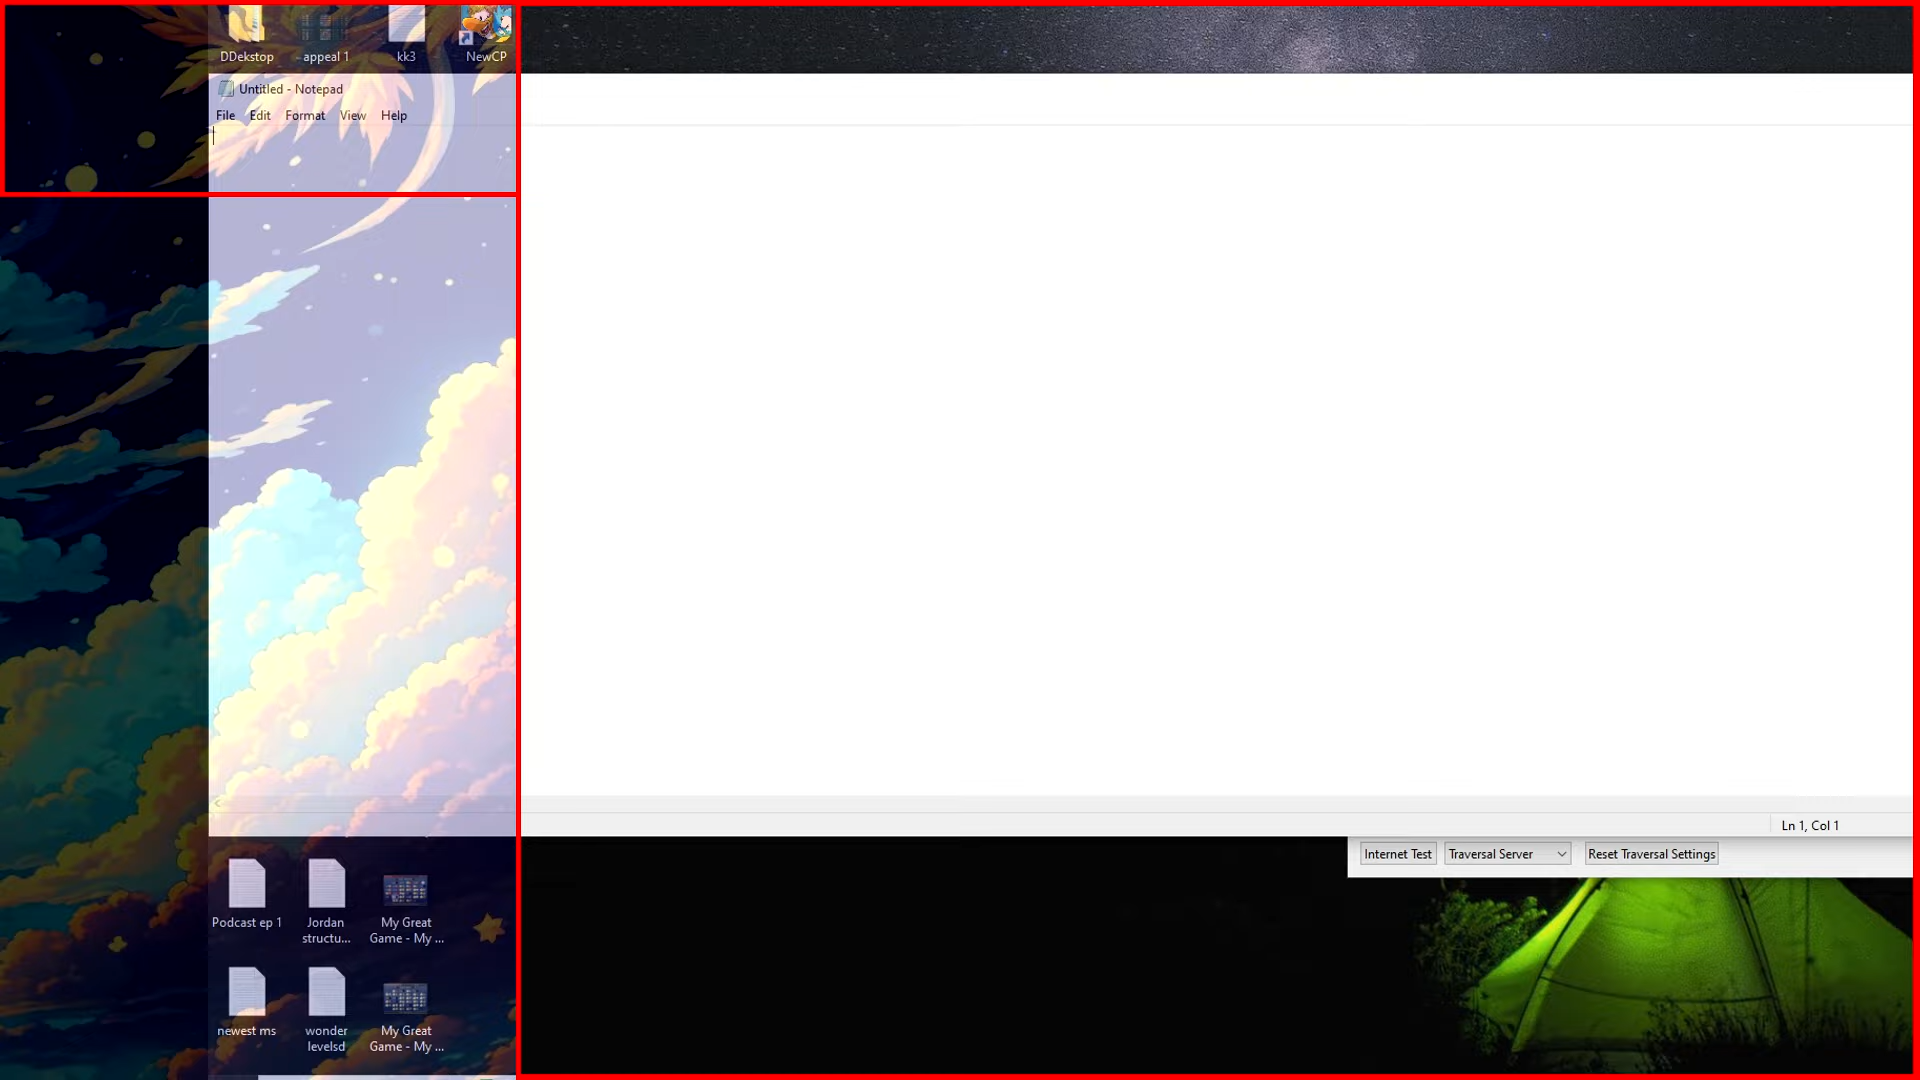 DDekstop
appeal 1
kk3
NewCP
Untitled - Notepad
File Edit Format View Help
Ln 1, Col 1
Internet Test
Traversal Server
Reset Traversal Settings
Podcast ep 1
Jordan
structu...
My Great
Game - My ...
newest ms
wonder
levelsd
My Great
Game - My ...